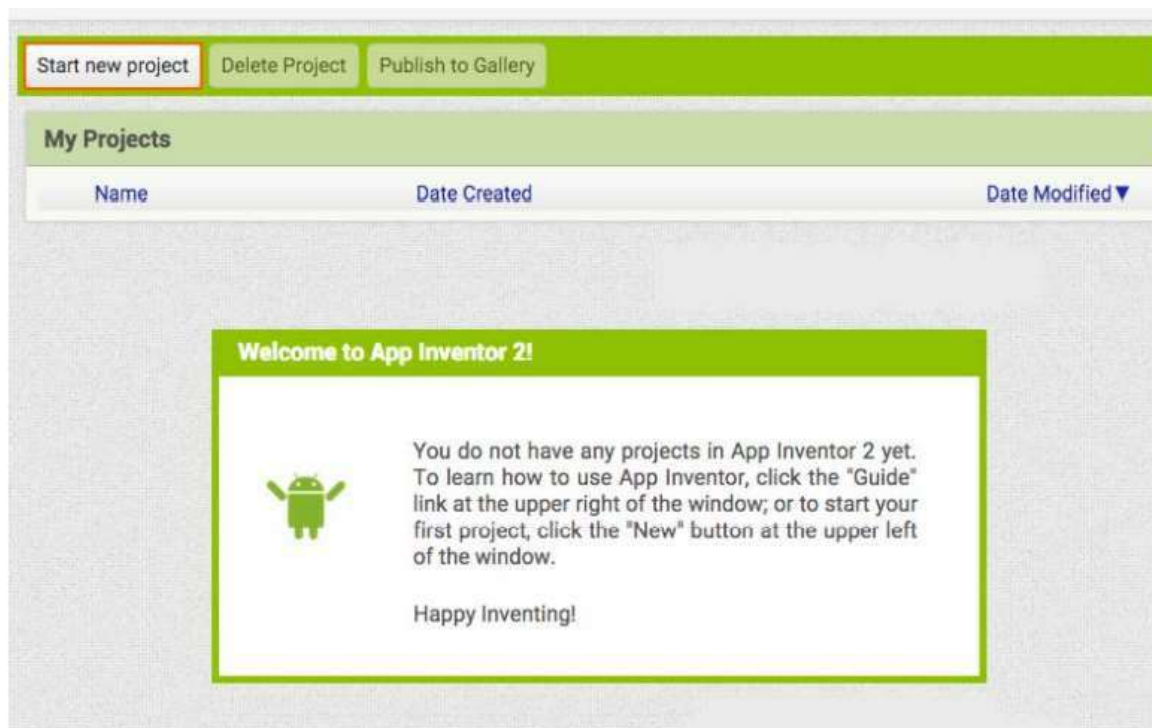 Start new project Delete Project Publish to Gallery
My Projects
Name Date Created Date Modified▼
Welcome to App Inventor 2!
You do not have any projects in App Inventor 2 yet.
To learn how to use App Inventor, click the "Guide"
link at the upper right of the window; or to start your
first project, click the "New" button at the upper left
of the window.
Happy Inventing!